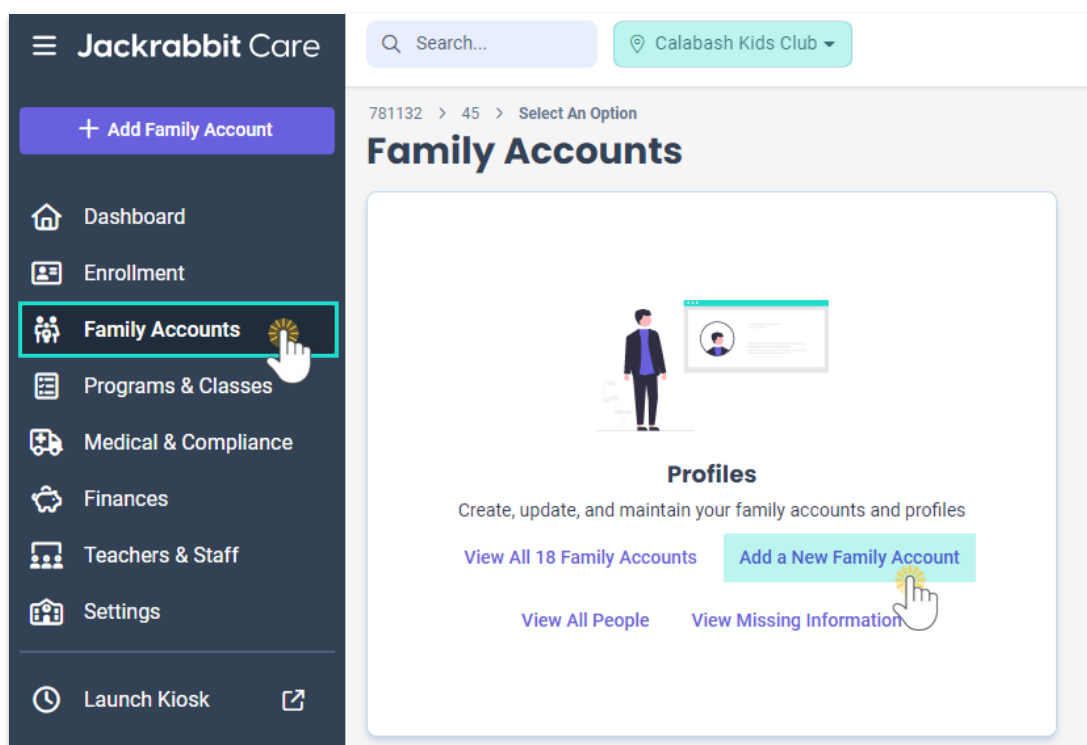 Jackrabbit Care
Search...
Calabash Kids Club
+ Add Family Account
781132 > 45 > Select An Option
Family Accounts
Dashboard
Enrollment
Family Accounts
Programs & Classes
Medical & Compliance
Finances
Teachers & Staff
Settings
Launch Kiosk
Profiles
Create, update, and maintain your family accounts and profiles
View All 18 Family Accounts
Add a New Family Account
View All People
View Missing Information